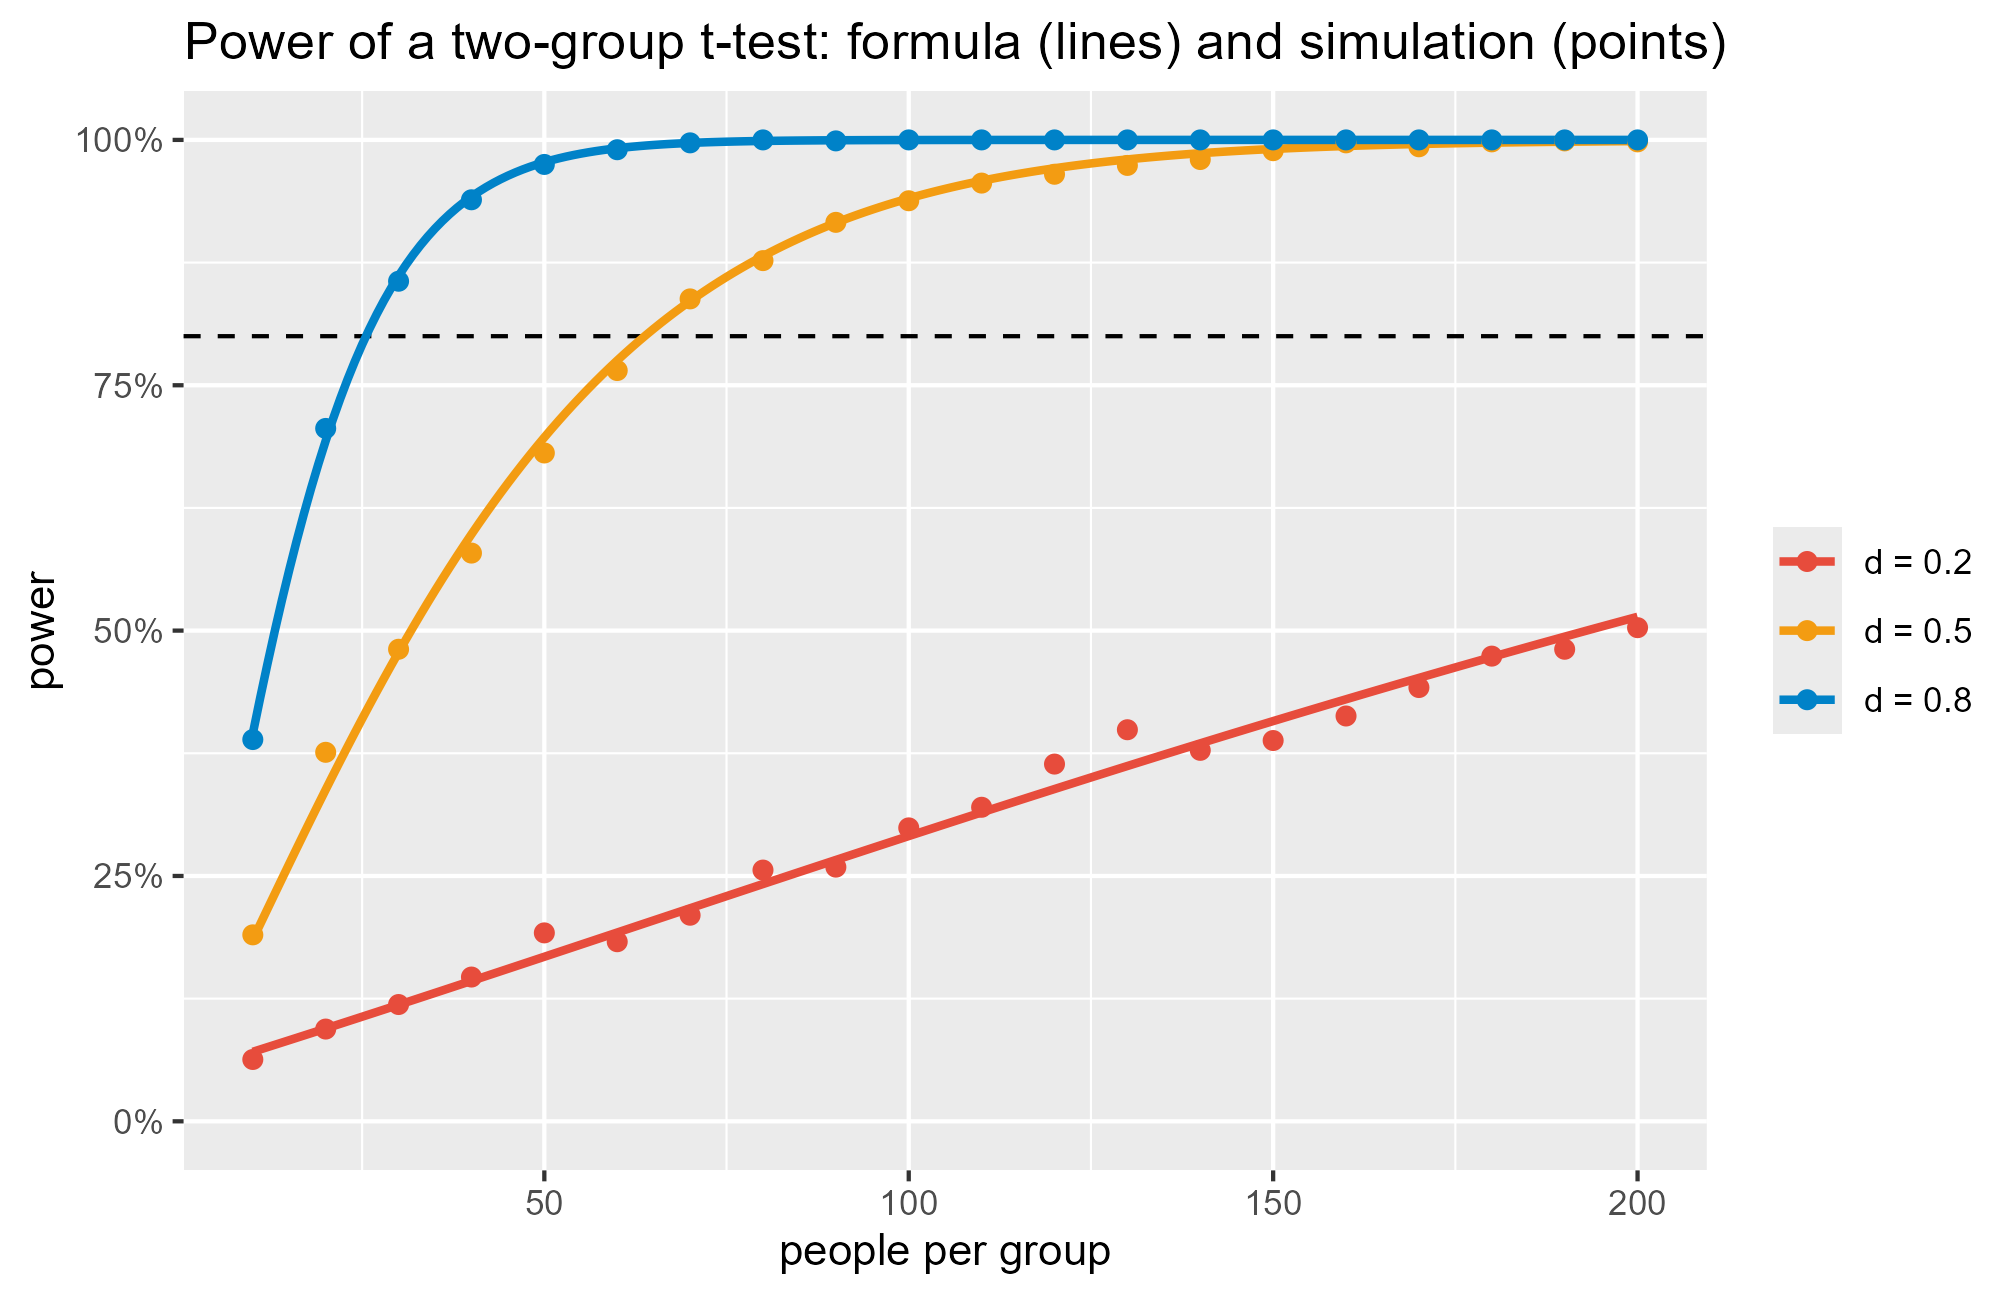 Power of a two-group t-test: formula (lines) and simulation (points)
100%
75%
50%
25%
0%
power
50
100
150
200
people per group
d = 0.2
d = 0.5
d = 0.8